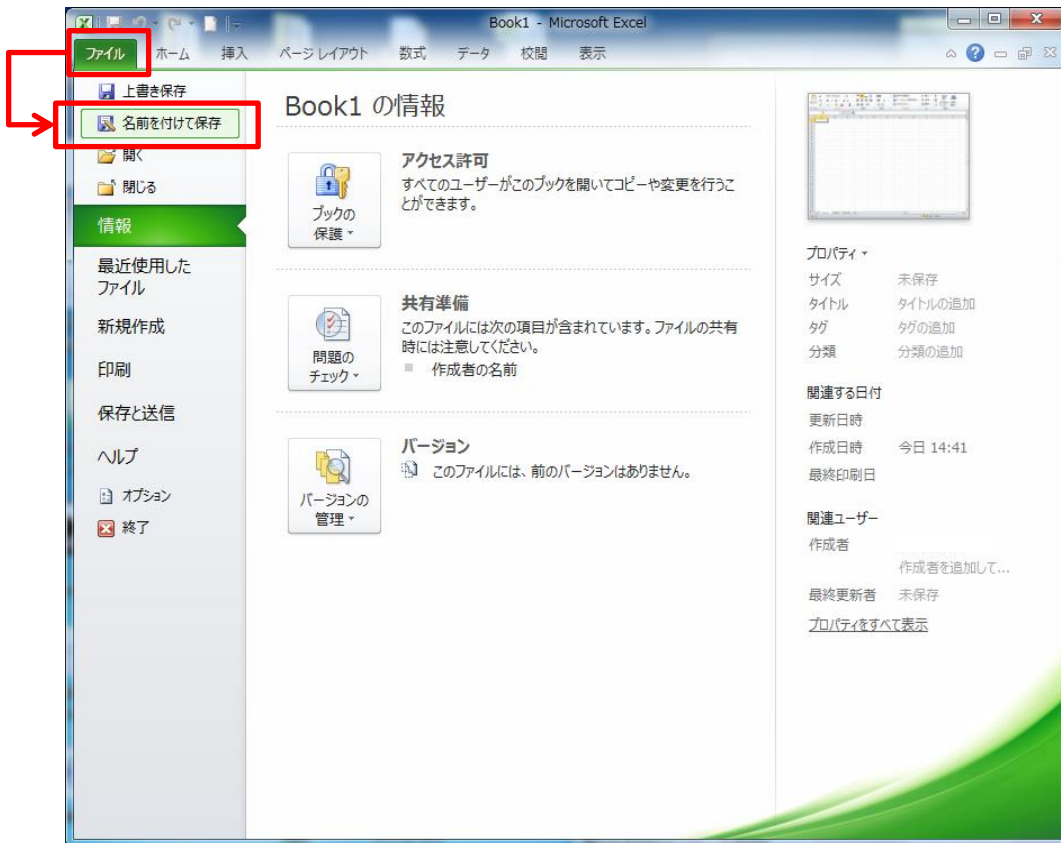 Book1 - Microsoft Excel
ファイル ホーム 挿入 ページ レイアウト 数式 データ 校閲 表示
上書き保存
名前を付けて保存
開く
閉じる
情報
最近使用した
ファイル
新規作成
印刷
保存と送信
ヘルプ
オプション
終了
Book1 の情報
ブックの
保護
アクセス許可
すべてのユーザーがこのブックを開いてコピーや変更を行うこ
とができます。
問題の
チェック
共有準備
このファイルには次の項目が含まれています。ファイルの共有
時には注意してください。
作成者の名前
バージョンの
管理
バージョン
このファイルには、前のバージョンはありません。
プロパティ
サイズ 未保存
タイトル タイトルの追加
タグ タグの追加
分類 分類の追加
関連する日付
更新日時
作成日時 今日 14:41
最終印刷日
関連ユーザー
作成者
作成者を追加して...
最終更新者 未保存
プロパティをすべて表示